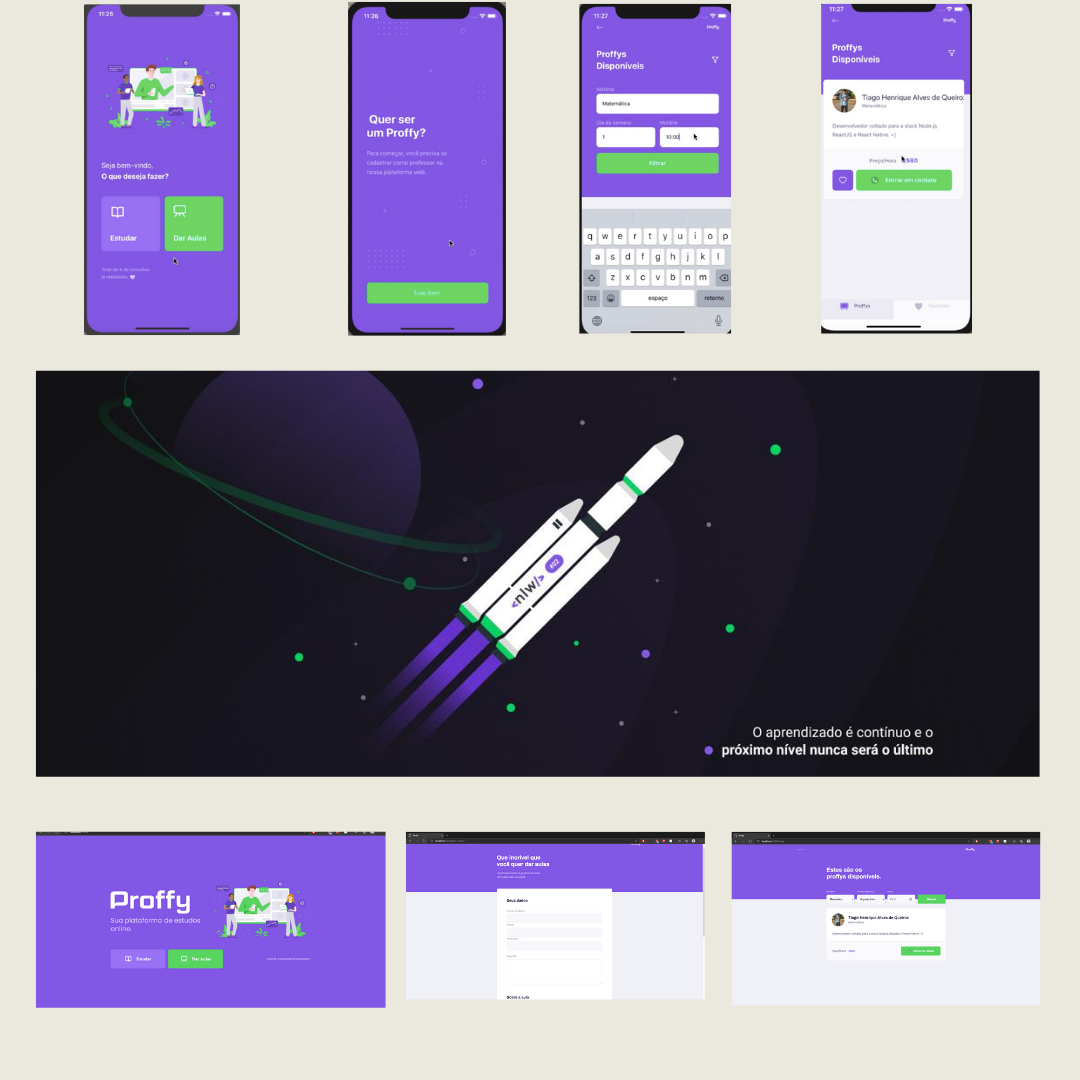 11:26
Seja bem-vindo,
O que deseja fazer?
Estudar
Dar Aulas
Total de 6 de conexões
já realizadas
11:26
Quer ser
um Proffy?
Para começar, você precisa se
cadastrar como professor na
nossa plataforma web.
Tudo bem
11:27
Proffy
Proffys
Disponíveis
Matéria
Matemática
Dia da semana
Horário
1
10:00
Filtrar
q w e r t y u i o p
a s d f g h j k l
z x c v b n m
123
espaço
retorno
11:27
Proffy
Proffys
Disponíveis
Tiago Henrique Alves de Queiro
Matemática
Desenvolvedor voltado para a stack Node.js,
ReactJS e React Native. =]
Preço/Hora
$80
Entrar em contato
Proffys
Favoritos
<nlw/> #02
O aprendizado é contínuo e o
próximo nível nunca será o último
Proffy
Sua plataforma de estudos
online.
Estudar
Dar Aulas
Que incrível que
você quer dar aulas
Seus dados
Sobre a aula
Proffy
Estes são os
proffys disponíveis.
Tiago Henrique Alves de Queiroz
Matemática